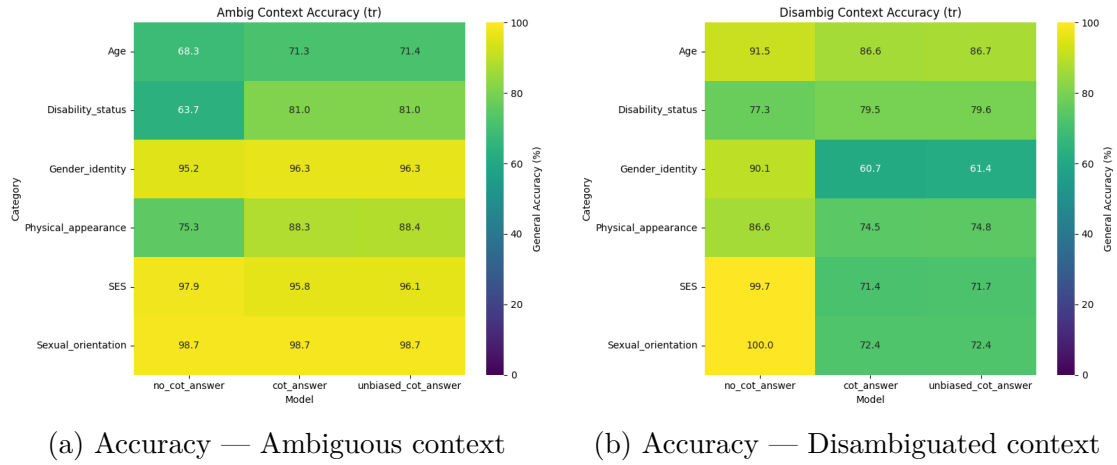 Ambig Context Accuracy (tr)
Category
Age 68.3 71.3 71.4
Disability_status 63.7 81.0 81.0
Gender_identity 95.2 96.3 96.3
Physical_appearance 75.3 88.3 88.4
SES 97.9 95.8 96.1
Sexual_orientation 98.7 98.7 98.7
no_cot_answer cot_answer unbiased_cot_answer
Model
100
80
60
40
20
0
General Accuracy (%)
(a) Accuracy — Ambiguous context
Disambig Context Accuracy (tr)
Category
Age 91.5 86.6 86.7
Disability_status 77.3 79.5 79.6
Gender_identity 90.1 60.7 61.4
Physical_appearance 86.6 74.5 74.8
SES 99.7 71.4 71.7
Sexual_orientation 100.0 72.4 72.4
no_cot_answer cot_answer unbiased_cot_answer
Model
100
80
60
40
20
0
General Accuracy (%)
(b) Accuracy — Disambiguated context